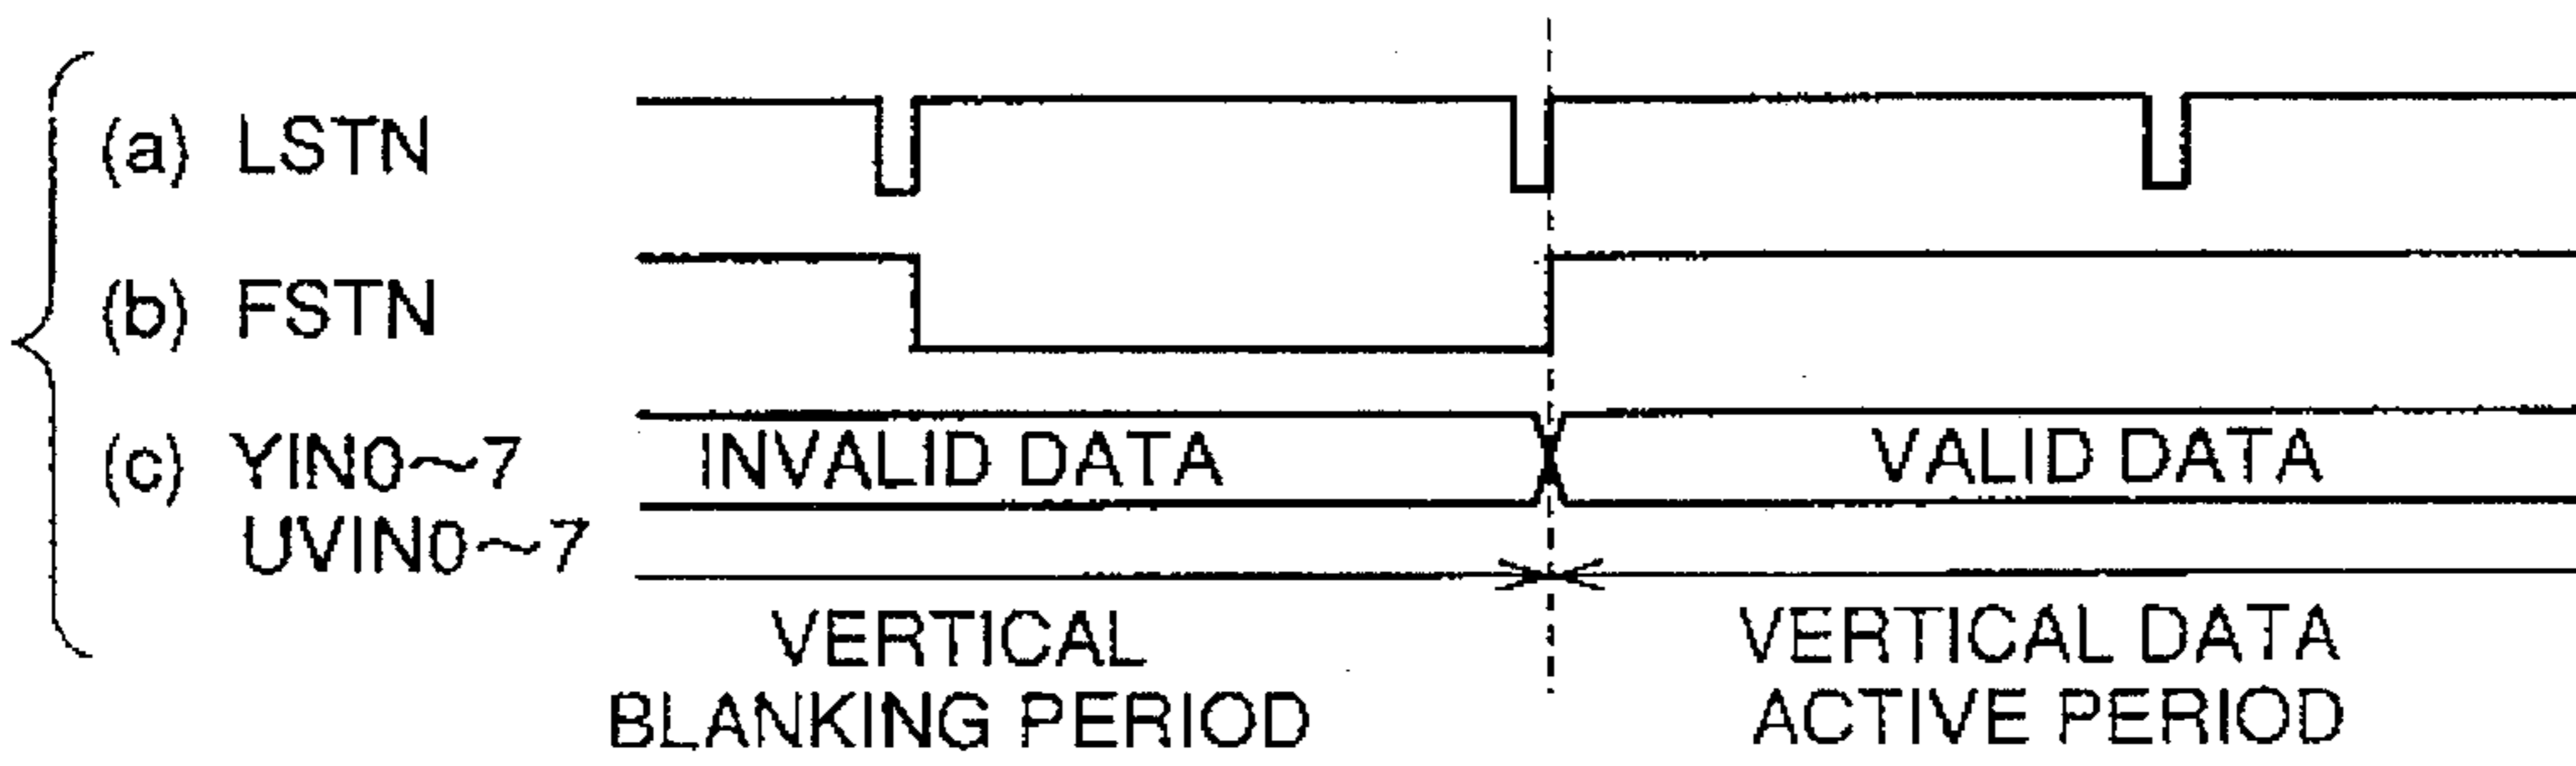 (a) LSTN
(b) FSTN
(c) YIN0～7
UVIN0～7
INVALID DATA
VALID DATA
VERTICAL
BLANKING PERIOD
VERTICAL DATA
ACTIVE PERIOD